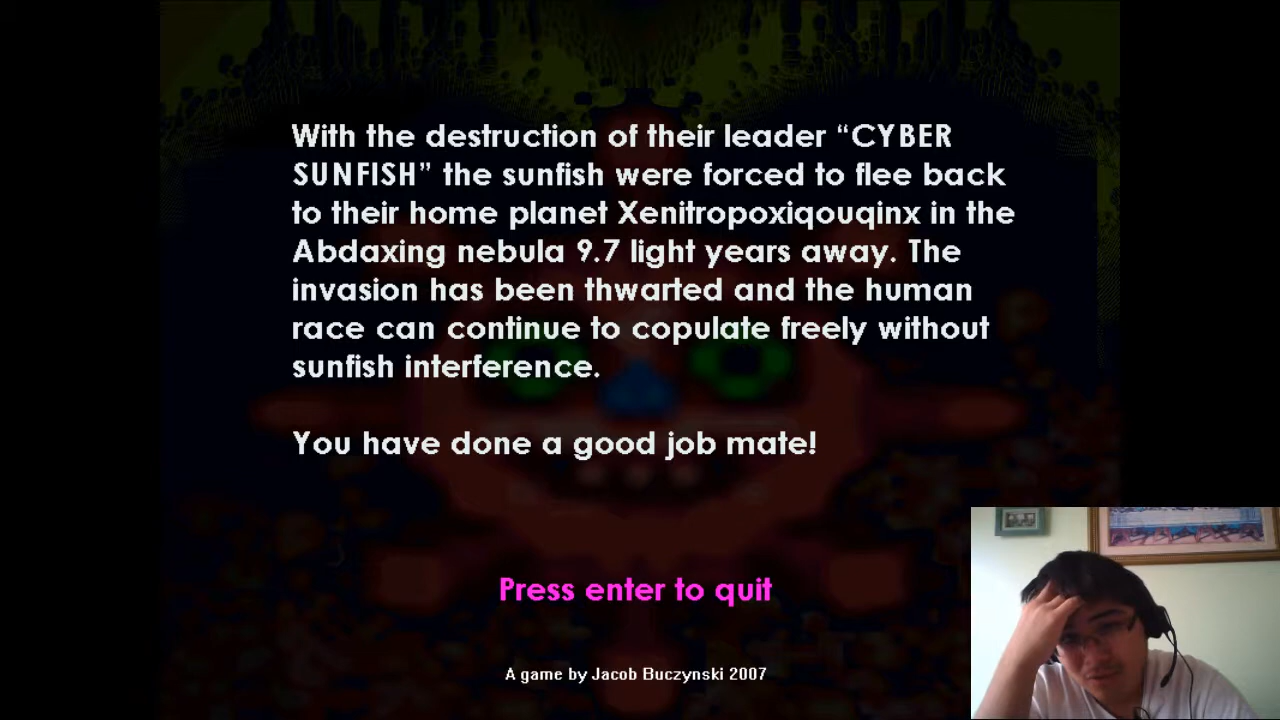 With the destruction of their leader “CYBER
SUNFISH” the sunfish were forced to flee back
to their home planet Xenitropoxiqouqinx in the
Abdaxing nebula 9.7 light years away. The
invasion has been thwarted and the human
race can continue to copulate freely without
sunfish interference.
You have done a good job mate!
Press enter to quit
A game by Jacob Buczynski 2007